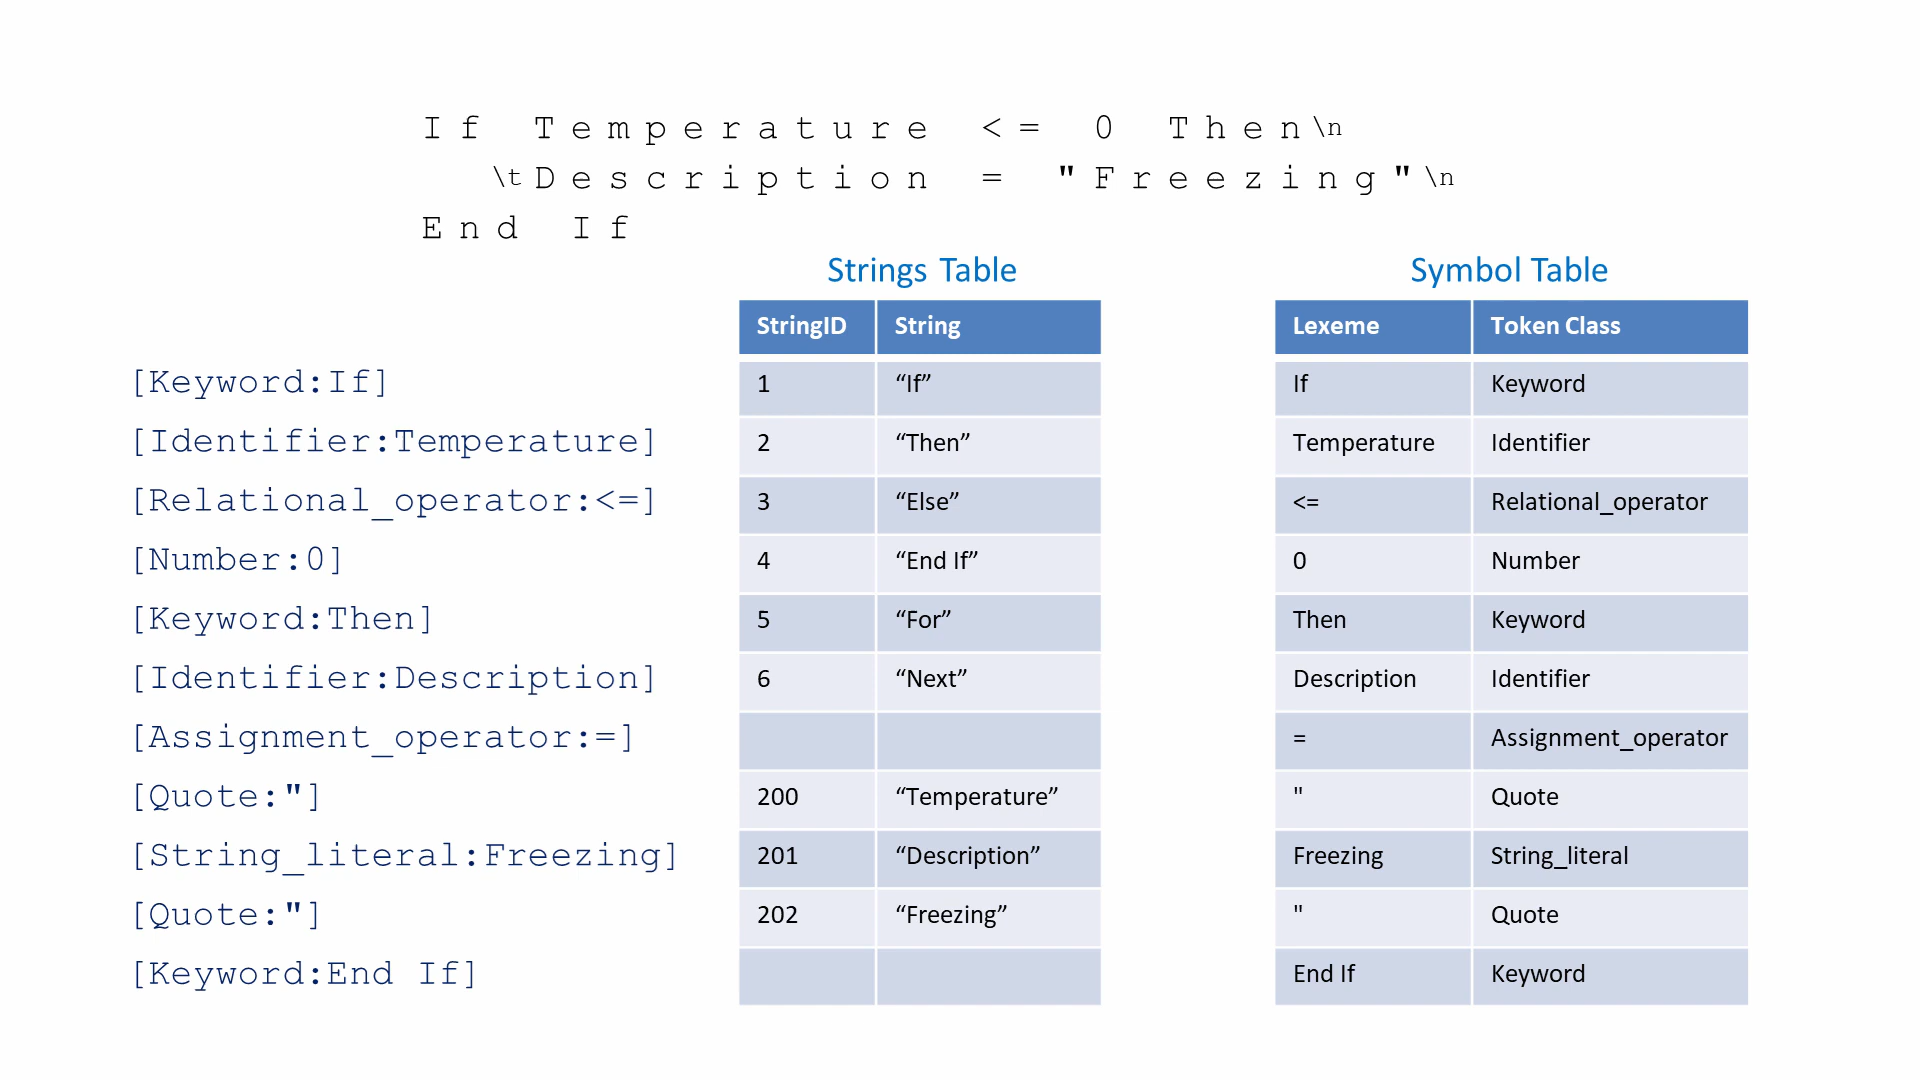 If Temperature <= 0 Then\n
\tDescription = "Freezing"\n
End If
Strings Table
Symbol Table
[Keyword:If]
[Identifier:Temperature]
[Relational_operator:<=]
[Number:0]
[Keyword:Then]
[Identifier:Description]
[Assignment_operator:=]
[Quote:"]
[String_literal:Freezing]
[Quote:"]
[Keyword:End If]
StringID String
1 “If”
2 “Then”
3 “Else”
4 “End If”
5 “For”
6 “Next”
200 “Temperature”
201 “Description”
202 “Freezing”
Lexeme Token Class
If Keyword
Temperature Identifier
<= Relational_operator
0 Number
Then Keyword
Description Identifier
= Assignment_operator
" Quote
Freezing String_literal
" Quote
End If Keyword